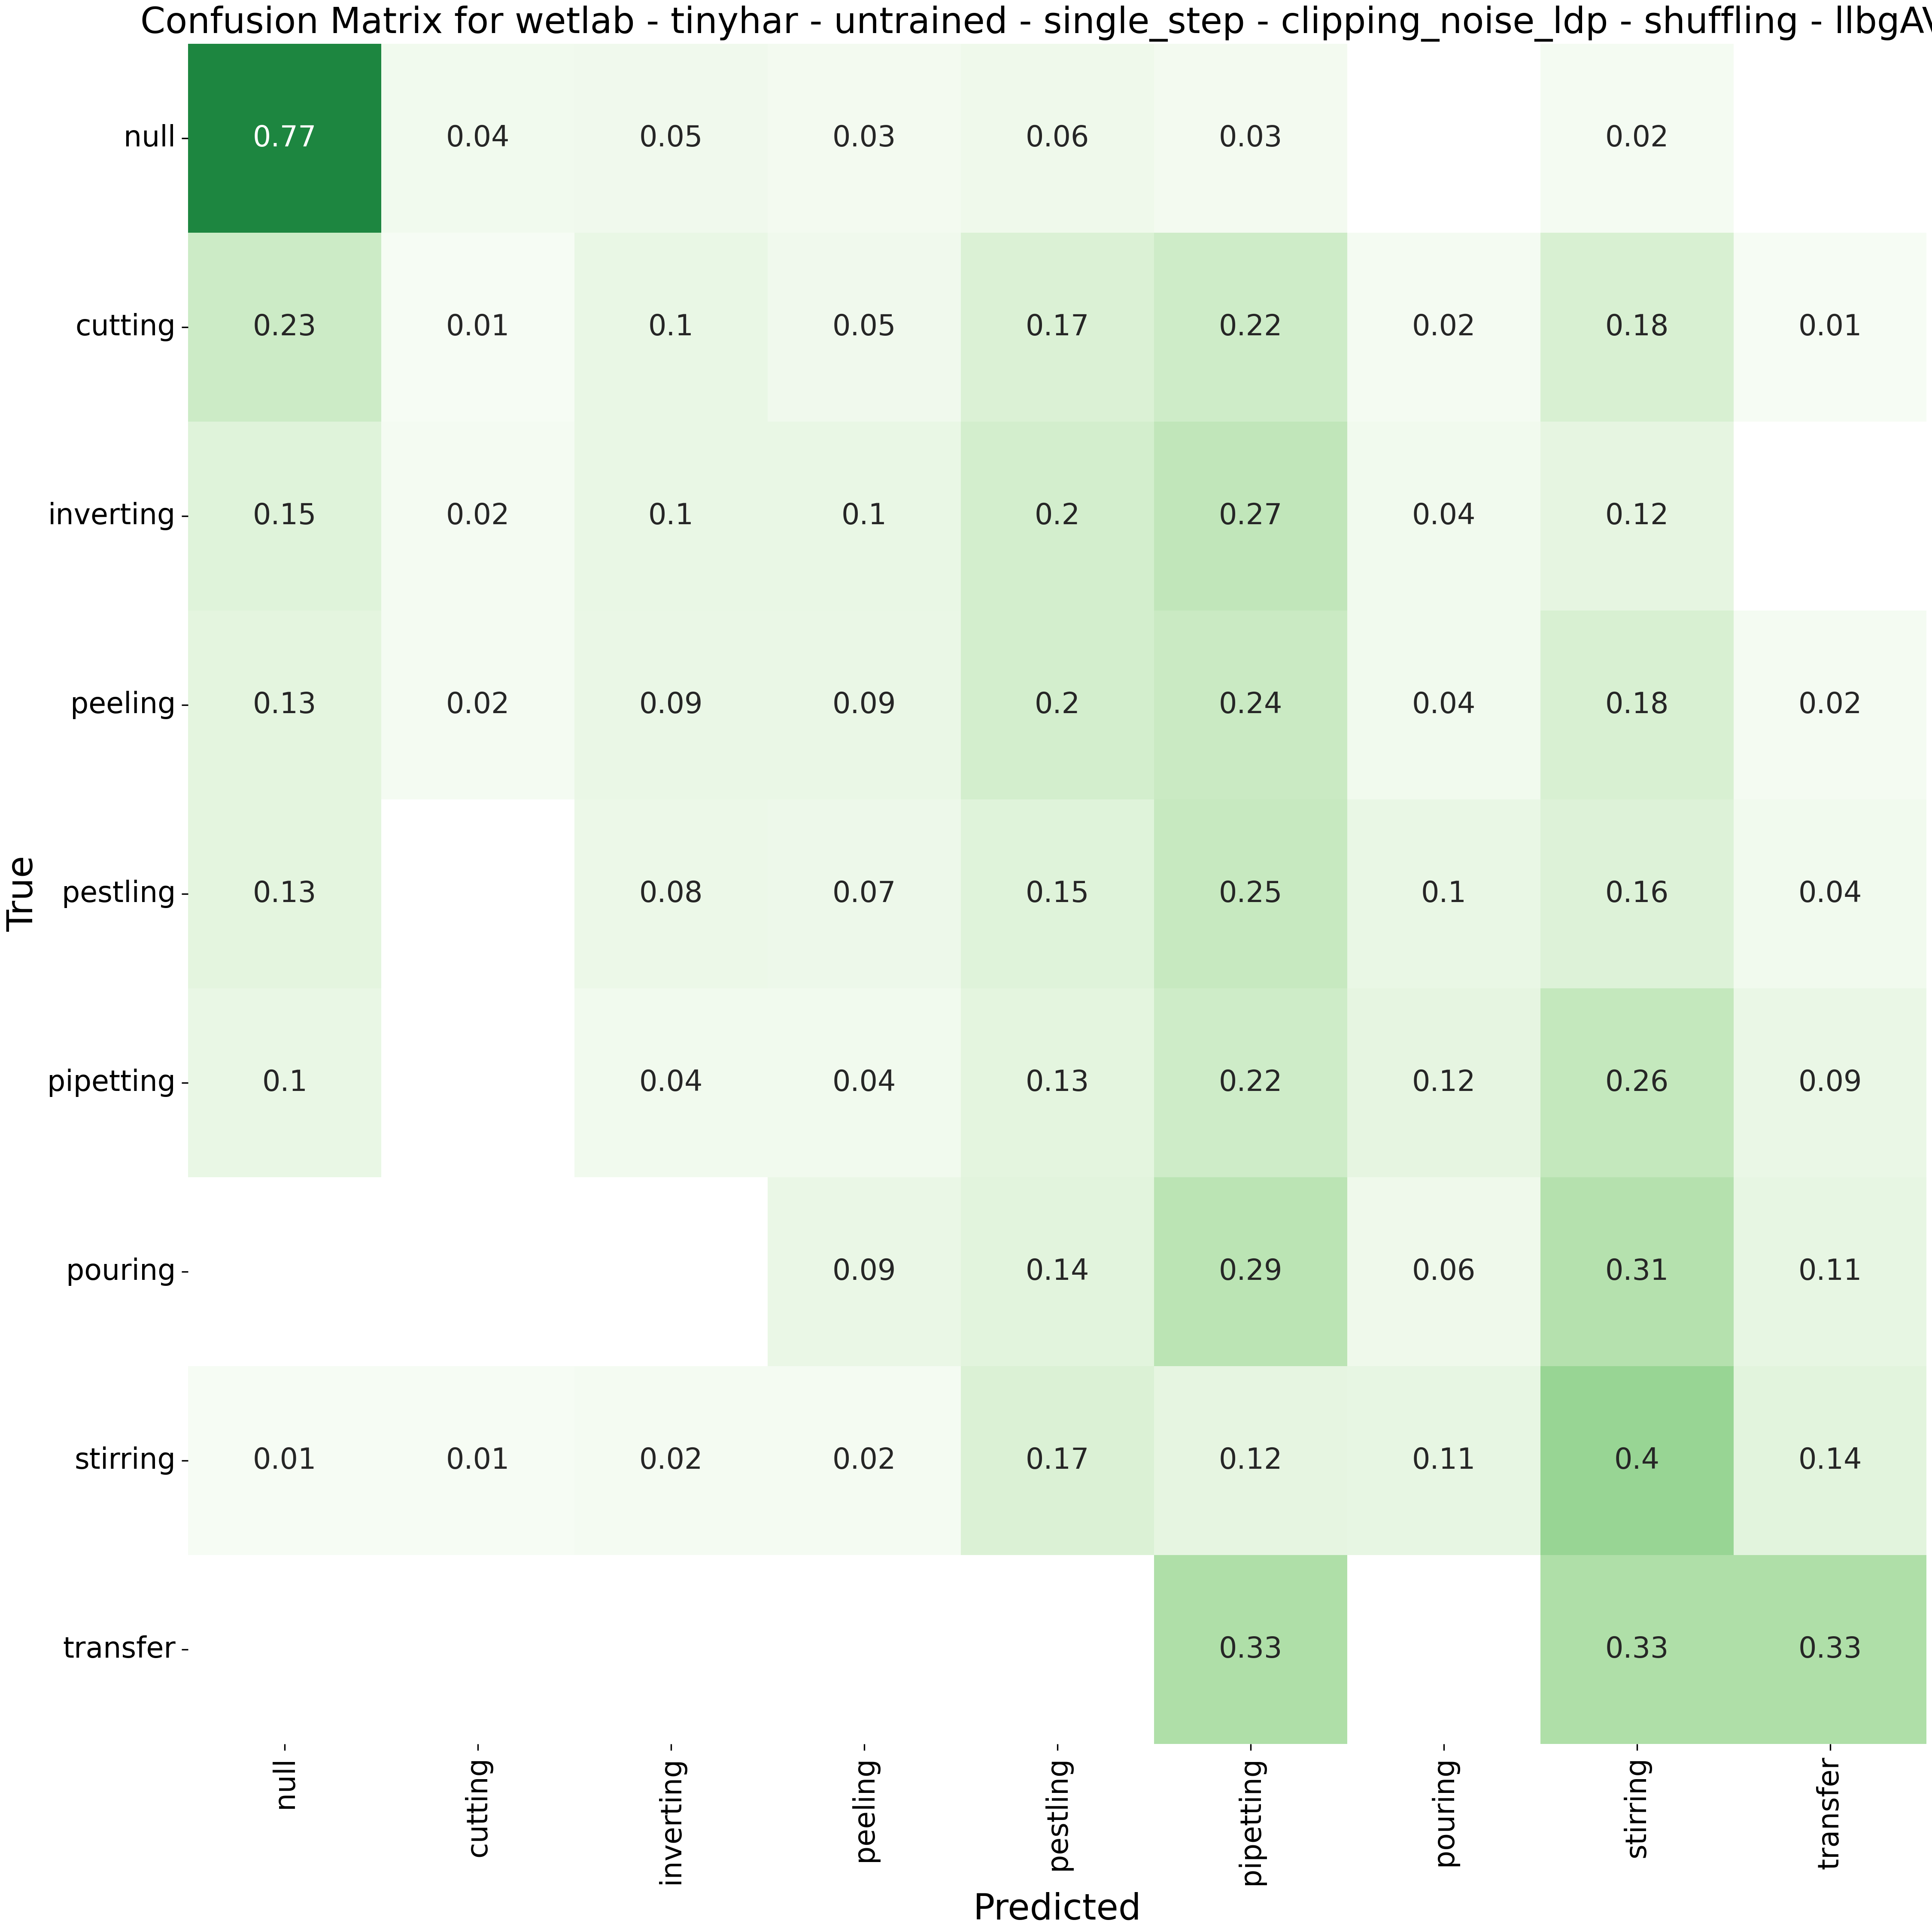 Confusion Matrix for wetlab - tinyhar - untrained - single_step - clipping_noise_ldp - shuffling - llbgAV
null 0.77 0.04 0.05 0.03 0.06 0.03 0.02
cutting 0.23 0.01 0.1 0.05 0.17 0.22 0.02 0.18 0.01
inverting 0.15 0.02 0.1 0.1 0.2 0.27 0.04 0.12
peeling 0.13 0.02 0.09 0.09 0.2 0.24 0.04 0.18 0.02
pestling 0.13 0.08 0.07 0.15 0.25 0.1 0.16 0.04
pipetting 0.1 0.04 0.04 0.13 0.22 0.12 0.26 0.09
pouring 0.09 0.14 0.29 0.06 0.31 0.11
stirring 0.01 0.01 0.02 0.02 0.17 0.12 0.11 0.4 0.14
transfer 0.33 0.33 0.33
True
null cutting inverting peeling pestling pipetting pouring stirring transfer
Predicted